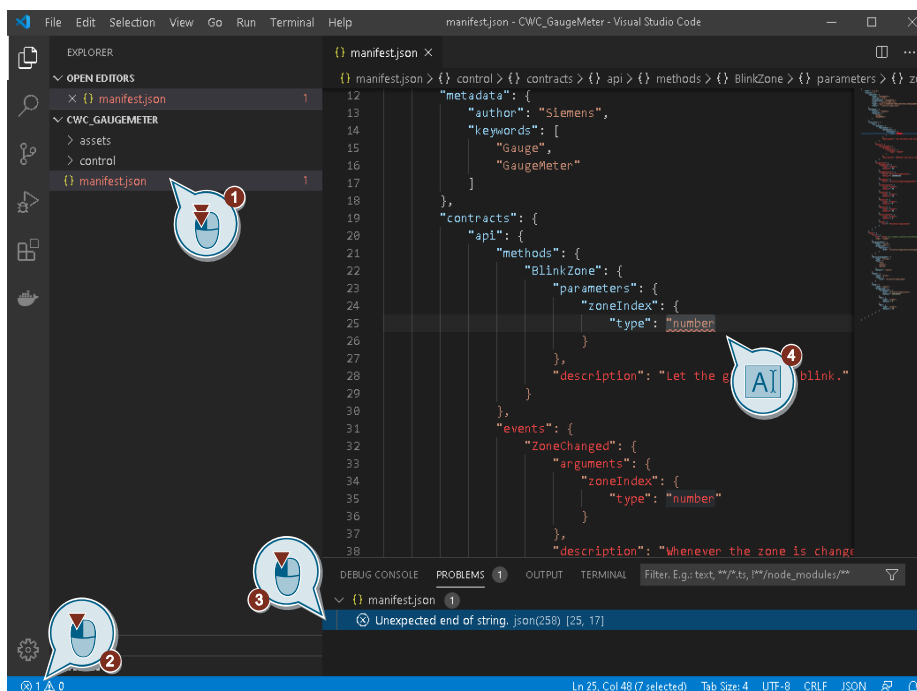 File Edit Selection View Go Run Terminal Help manifest.json - CWC_GaugeMeter - Visual Studio Code
EXPLORER
OPEN EDITORS
{} manifest.json 1
CWC_GAUGEMETER
assets
control
{} manifest.json 1
1
2
{} manifest.json
{} manifest.json > {} control > {} contracts > {} api > {} methods > {} BlinkZone > {} parameters > {}
12 "metadata": {
13 "author": "Siemens",
14 "keywords": [
15 "Gauge",
16 "GaugeMeter"
17 ]
18 },
19 "contracts": {
20 "api": {
21 "methods": {
22 "BlinkZone": {
23 "parameters": {
24 "zoneIndex": {
25 "type": "number
26 }
27 },
28 "description": "Let the blink."
29 }
30 },
31 "events": {
32 "ZoneChanged": {
33 "arguments": {
34 "zoneIndex": {
35 "type": "number"
36 }
37 },
38 "description": "Whenever the zone is change
4
A
DEBUG CONSOLE PROBLEMS 1 OUTPUT TERMINAL Filter. E.g.: text, **/*.ts, !**/node_modules/**
3
{} manifest.json 1
Unexpected end of string. json(258) [25, 17]
1 0 Ln 25, Col 48 (7 selected) Tab Size: 4 UTF-8 CRLF JSON